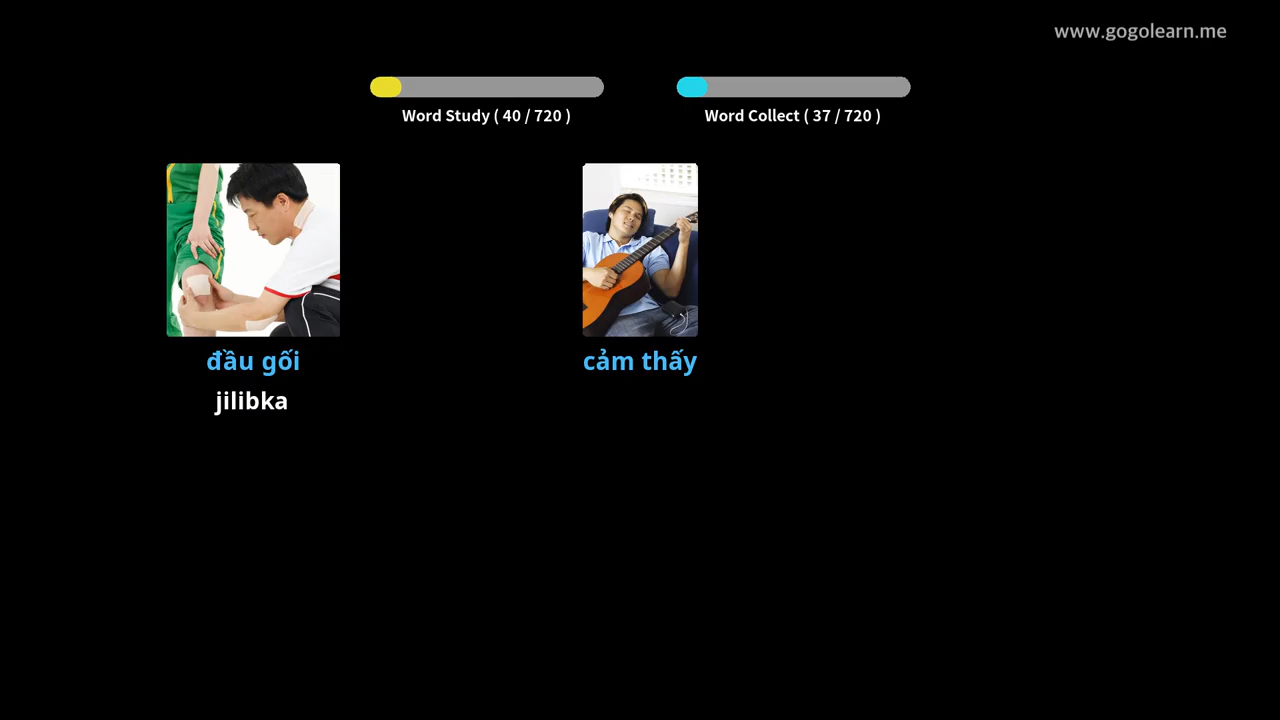 www.gogolearn.me
Word Study ( 40 / 720 )
Word Collect ( 37 / 720 )
đầu gối
jilibka
cảm thấy